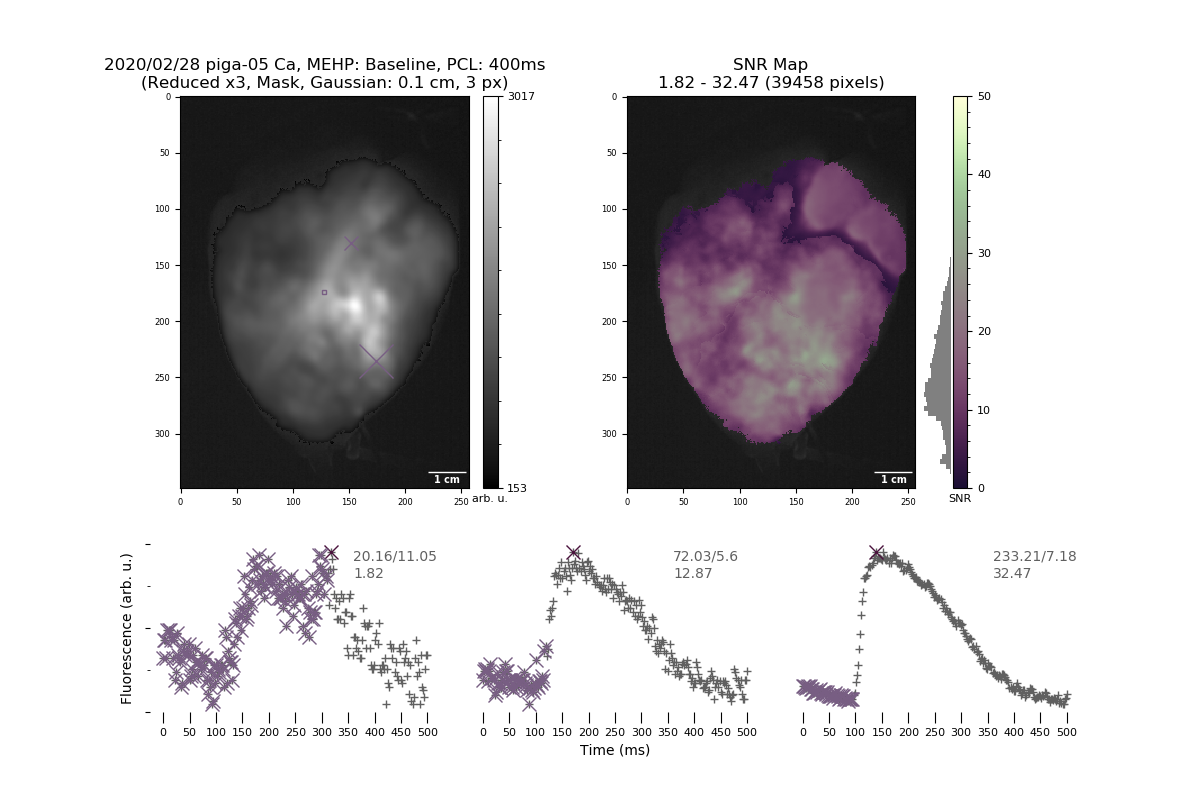 2020/02/28 piga-05 Ca, MEHP: Baseline, PCL: 400ms
(Reduced x3, Mask, Gaussian: 0.1 cm, 3 px)
0
50
100
150
200
250
300
0 50 100 150 200 250
1 cm
3017
153
arb. u.
SNR Map
1.82 - 32.47 (39458 pixels)
0
50
100
150
200
250
300
0 50 100 150 200 250
1 cm
50
40
30
20
10
0
SNR
Fluorescence (arb. u.)
20.16/11.05
1.82
0 50 100 150 200 250 300 350 400 450 500
72.03/5.6
12.87
0 50 100 150 200 250 300 350 400 450 500
233.21/7.18
32.47
0 50 100 150 200 250 300 350 400 450 500
Time (ms)